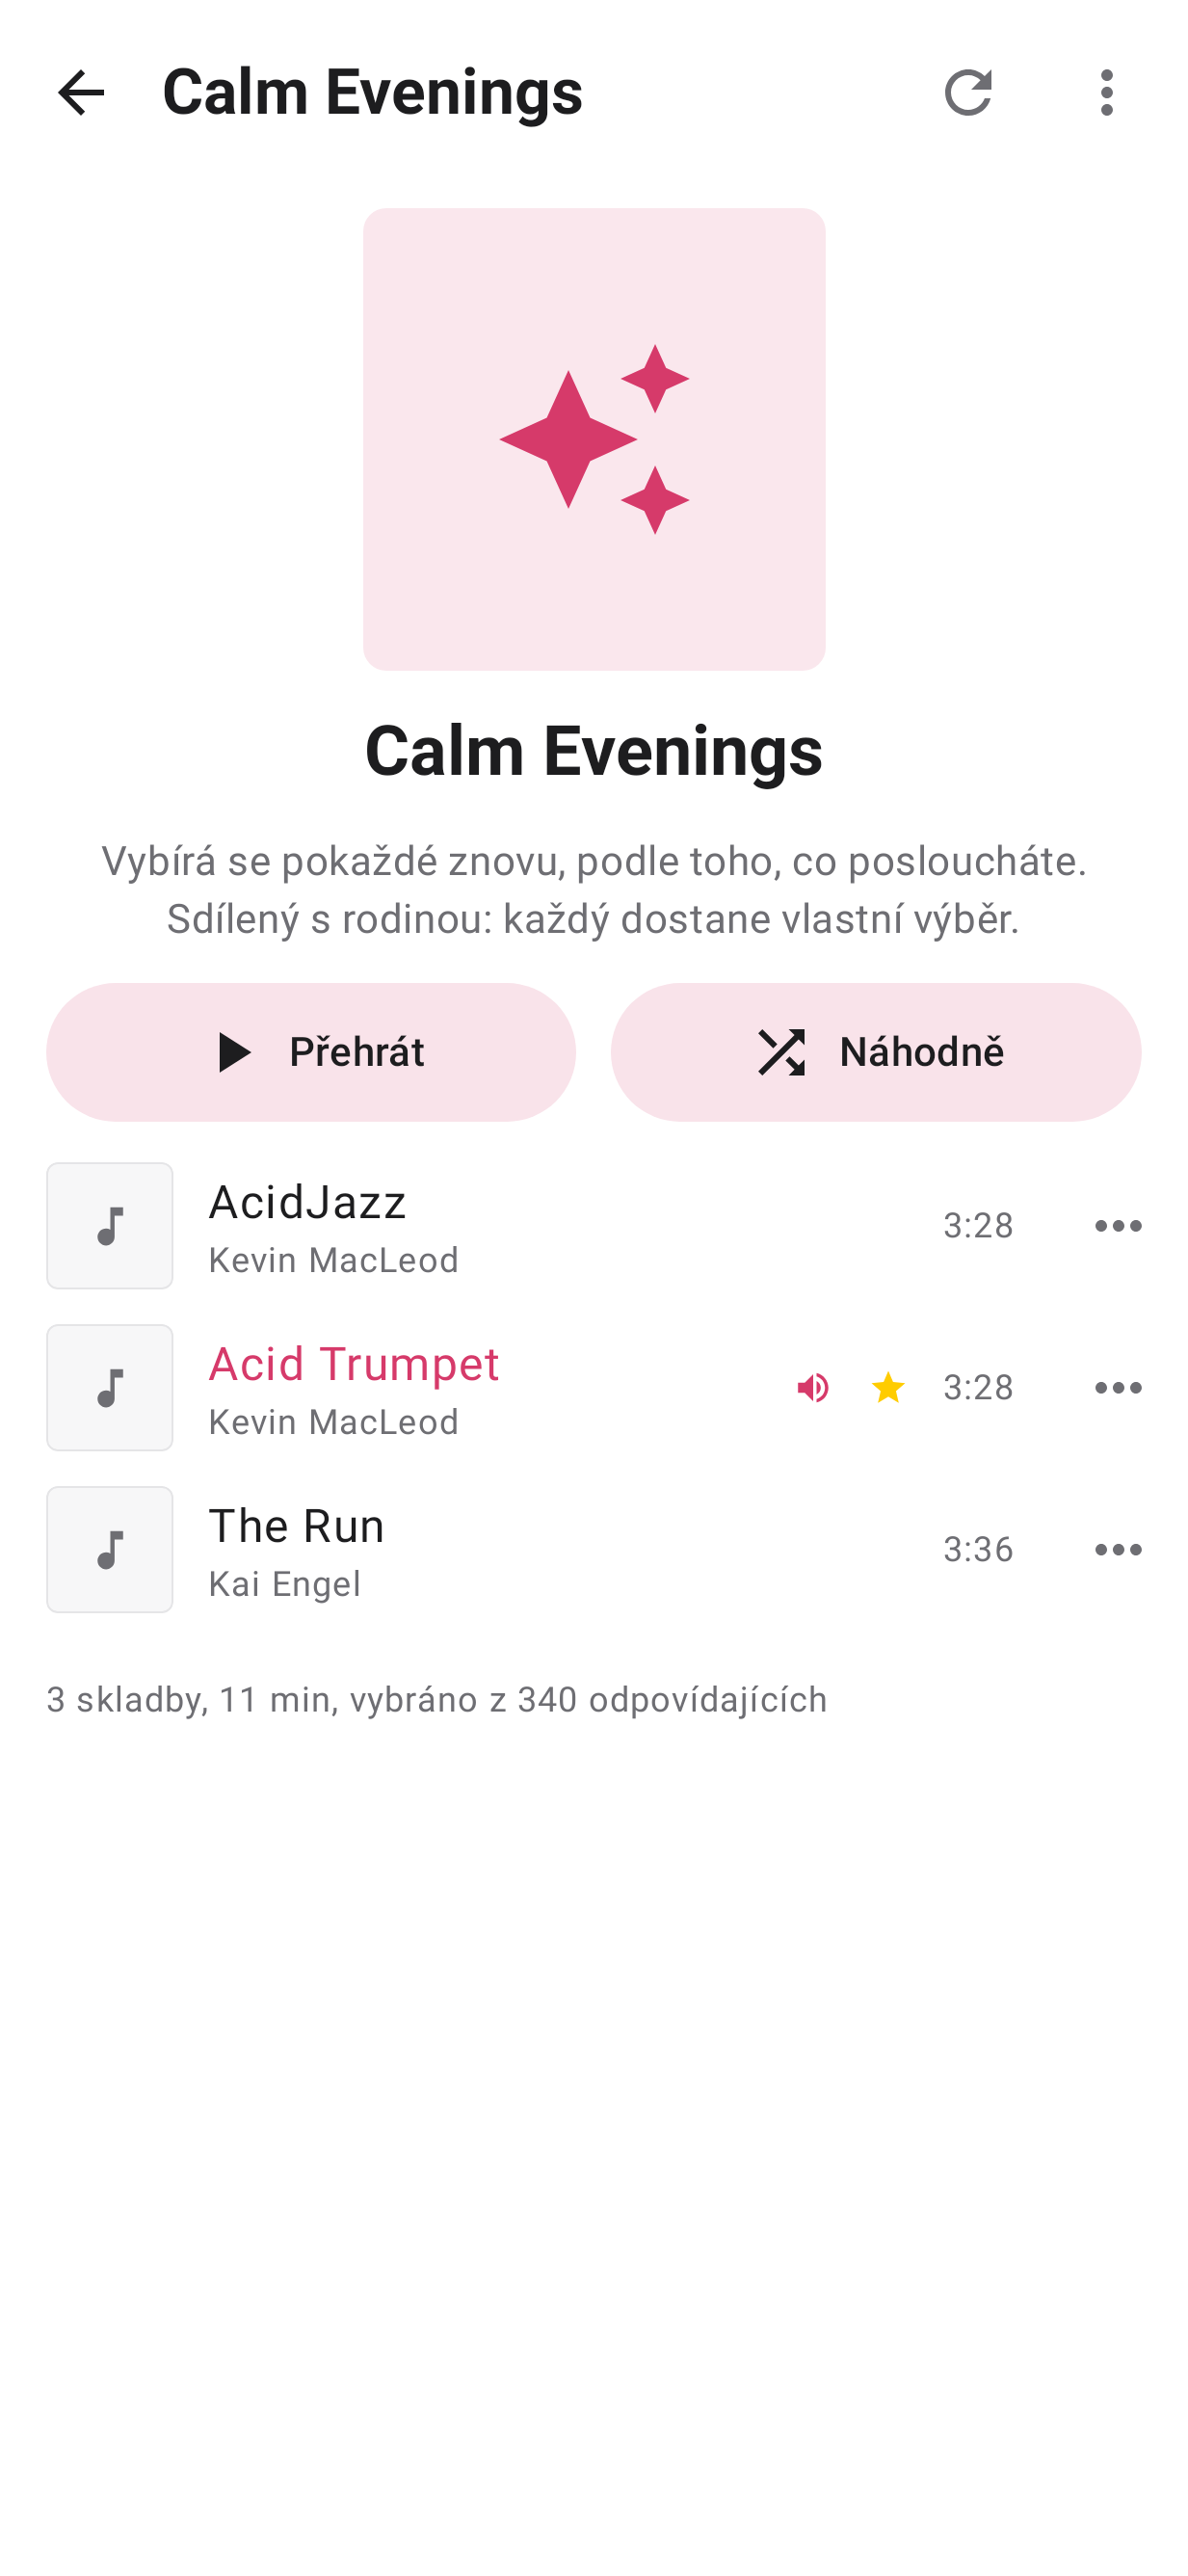 Calm Evenings
Calm Evenings
Vybírá se pokaždé znovu, podle toho, co posloucháte.
Sdílený s rodinou: každý dostane vlastní výběr.
Přehrát
Náhodně
AcidJazz
Kevin MacLeod
3:28
Acid Trumpet
Kevin MacLeod
3:28
The Run
Kai Engel
3:36
3 skladby, 11 min, vybráno z 340 odpovídajících